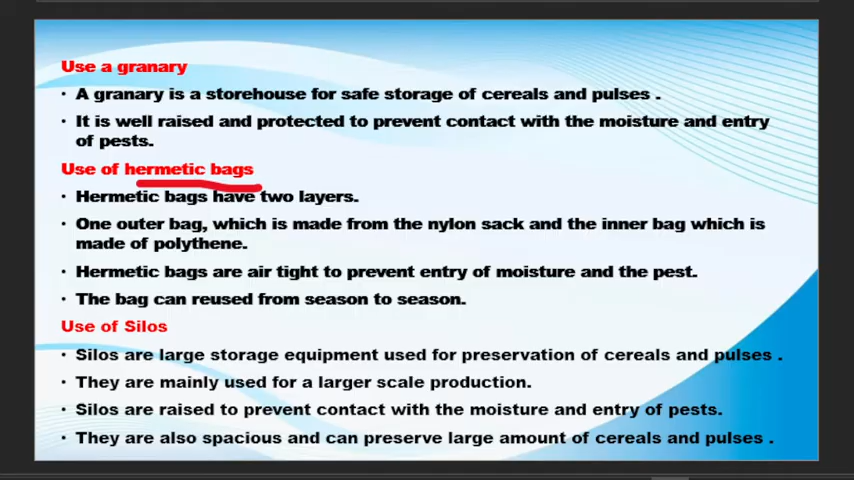 Use a granary
• A granary is a storehouse for safe storage of cereals and pulses .
• It is well raised and protected to prevent contact with the moisture and entry
of pests.
Use of hermetic bags
• Hermetic bags have two layers.
• One outer bag, which is made from the nylon sack and the inner bag which is
made of polythene.
• Hermetic bags are air tight to prevent entry of moisture and the pest.
• The bag can reused from season to season.
Use of Silos
• Silos are large storage equipment used for preservation of cereals and pulses .
• They are mainly used for a larger scale production.
• Silos are raised to prevent contact with the moisture and entry of pests.
• They are also spacious and can preserve large amount of cereals and pulses .